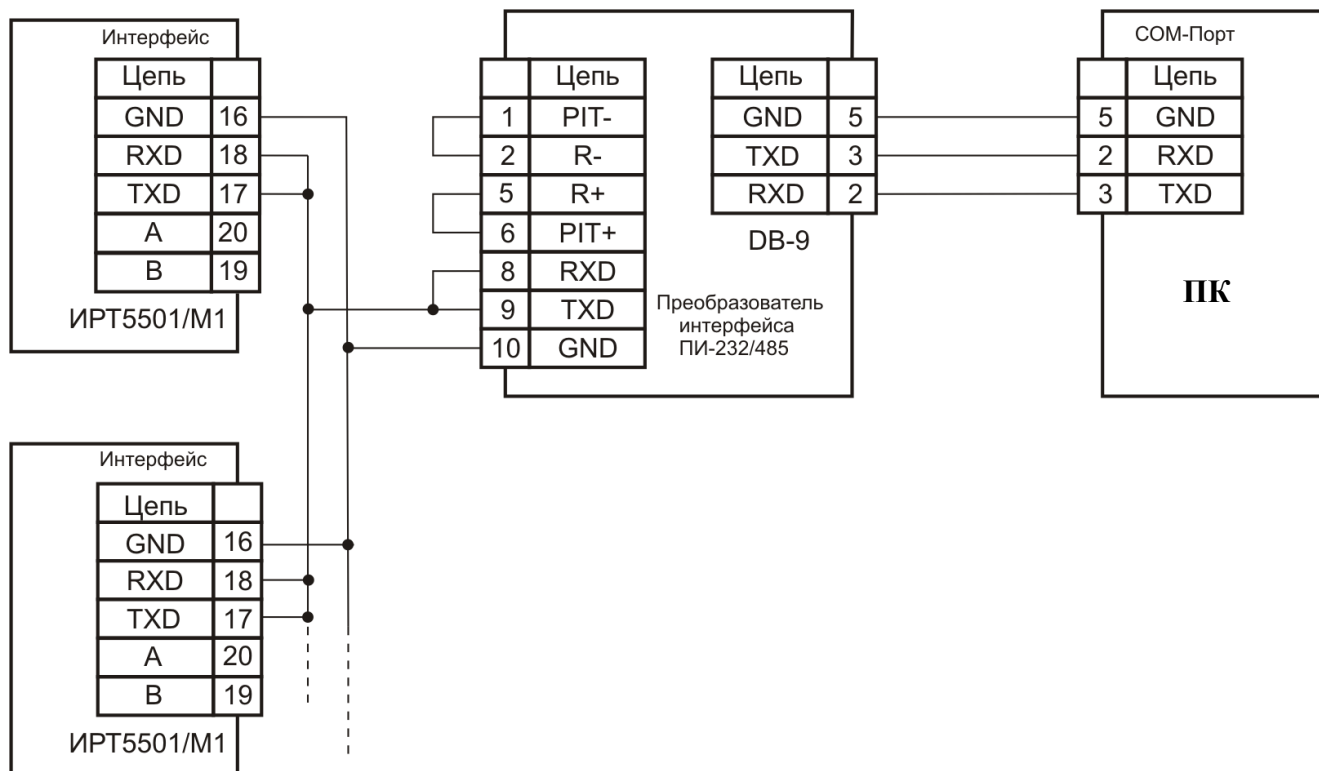 Интерфейс
Цепь
GND 16
RXD 18
TXD 17
A 20
B 19
ИРТ5501/М1
Цепь
1 PIT-
2 R-
5 R+
6 PIT+
8 RXD
9 TXD
10 GND
Цепь
GND 5
TXD 3
RXD 2
DB-9
Преобразователь
интерфейса
ПИ-232/485
COM-Порт
Цепь
5 GND
2 RXD
3 TXD
ПК
Интерфейс
Цепь
GND 16
RXD 18
TXD 17
A 20
B 19
ИРТ5501/М1